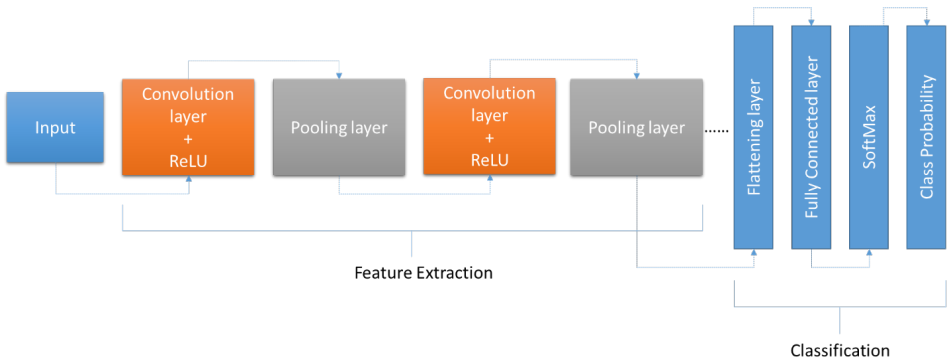 Input
Convolution
layer
+
ReLU
Pooling layer
Convolution
layer
+
ReLU
Pooling layer
......
Flattening layer
Fully Connected layer
SoftMax
Class Probability
Feature Extraction
Classification